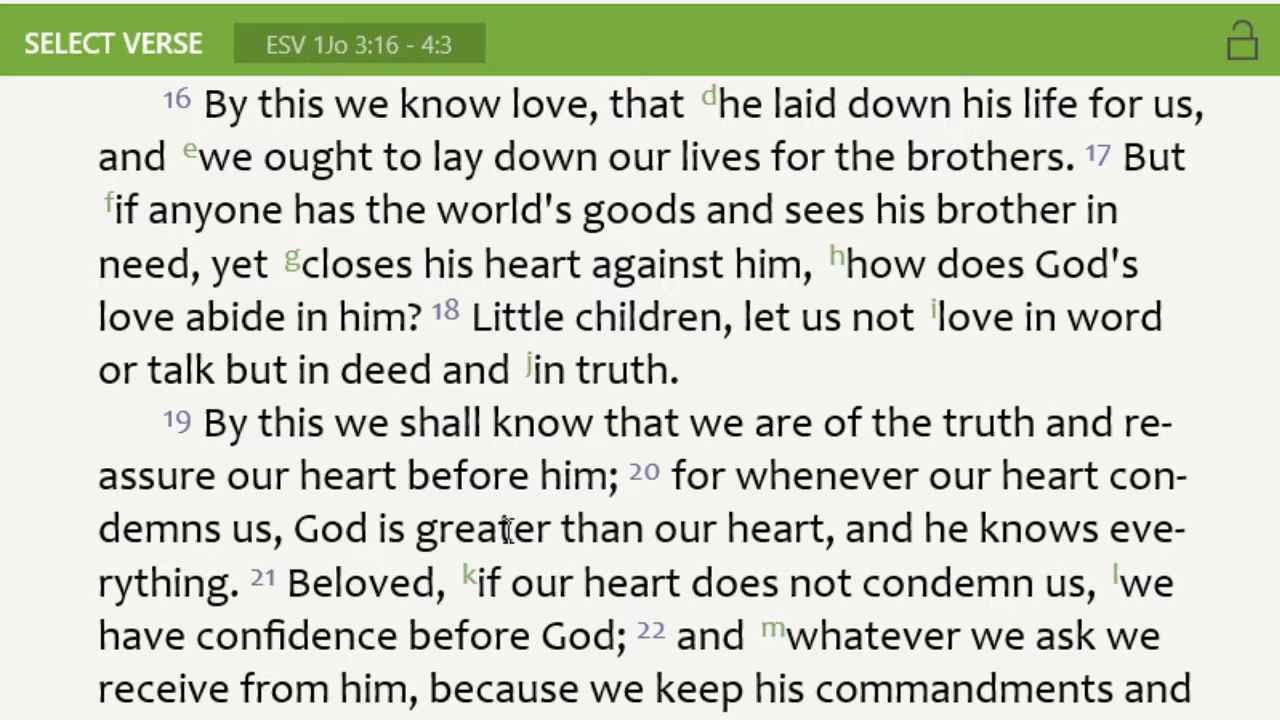 SELECT VERSE ESV 1Jo 3:16 - 4:3
16 By this we know love, that dhe laid down his life for us,
and ewe ought to lay down our lives for the brothers. 17 But
fif anyone has the world's goods and sees his brother in
need, yet gcloses his heart against him, hhow does God's
love abide in him? 18 Little children, let us not ilove in word
or talk but in deed and jin truth.
19 By this we shall know that we are of the truth and re-
assure our heart before him; 20 for whenever our heart con-
demns us, God is greater than our heart, and he knows eve-
rything. 21 Beloved, kif our heart does not condemn us, lwe
have confidence before God; 22 and mwhatever we ask we
receive from him, because we keep his commandments and